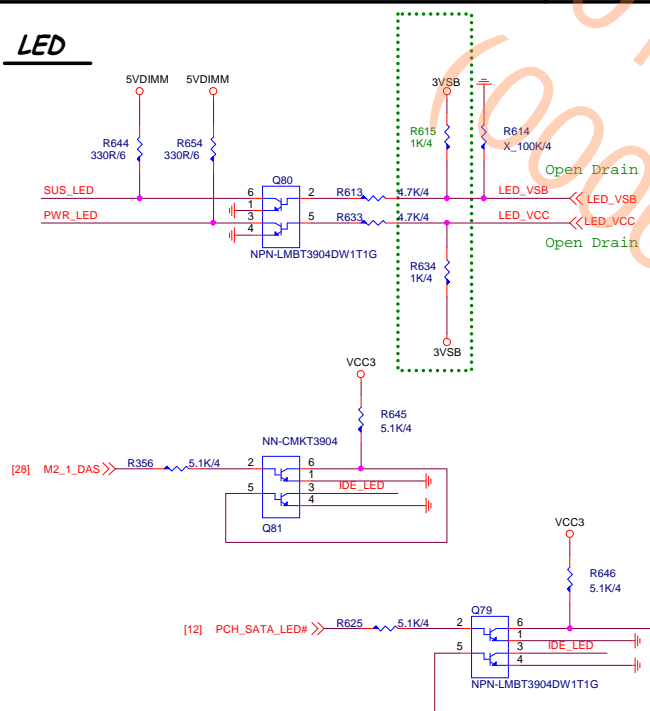 LED
5VDIMM 5VDIMM
3VSB
R644
330R/6
R654
330R/6
R615
1K/4
R614
X_100K/4
Open Drain
Q80
SUS_LED 6 2 R613 4.7K/4 LED_VSB LED_VSB
1
PWR_LED 3 5 R633 4.7K/4 LED_VCC LED_VCC
4
Open Drain
NPN-LMBT3904DW1T1G
R634
1K/4
3VSB
VCC3
R645
5.1K/4
NN-CMKT3904
[28] M2_1_DAS R356 5.1K/4 2 6
1
5 3 IDE_LED
4
Q81
VCC3
R646
5.1K/4
Q79
[12] PCH_SATA_LED# R625 5.1K/4 2 6
1
5 3 IDE_LED
4
NPN-LMBT3904DW1T1G